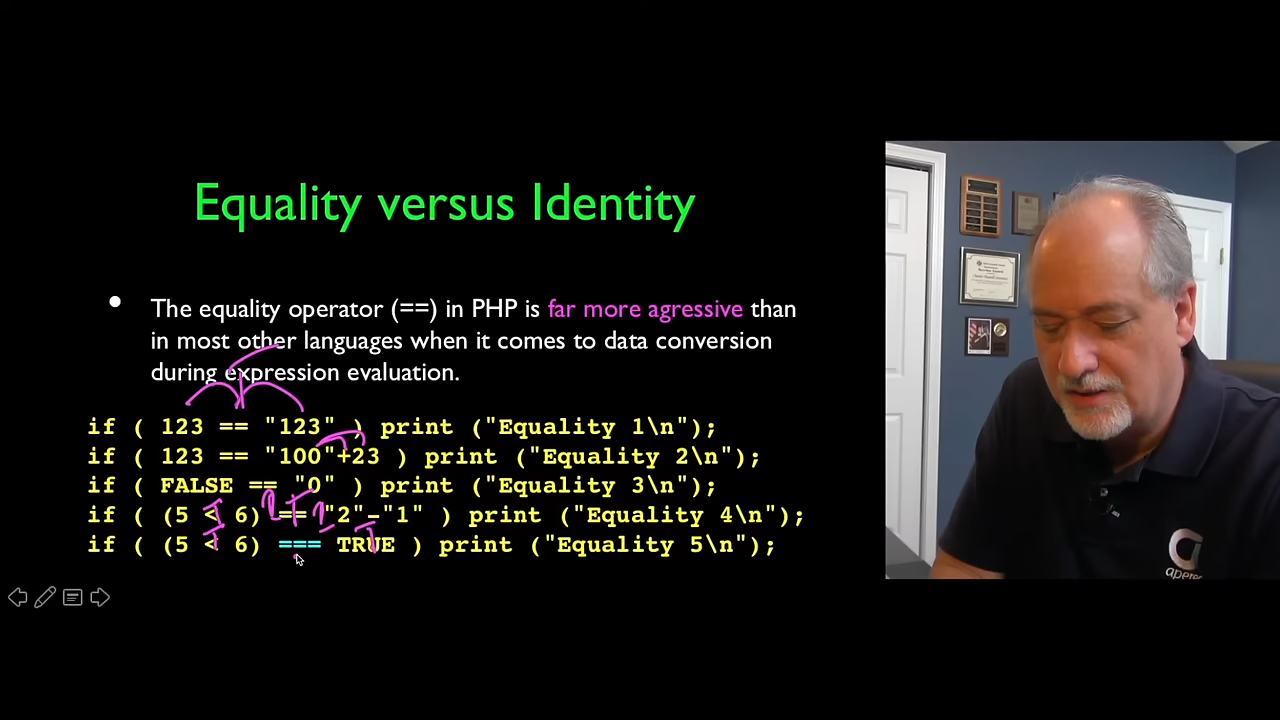 Equality versus Identity
• The equality operator (==) in PHP is far more agressive than
in most other languages when it comes to data conversion
during expression evaluation.
if ( 123 == "123" ) print ("Equality 1\n");
if ( 123 == "100"+23 ) print ("Equality 2\n");
if ( FALSE == "0" ) print ("Equality 3\n");
if ( (5 < 6) == "2"-"1" ) print ("Equality 4\n");
if ( (5 < 6) === TRUE ) print ("Equality 5\n");